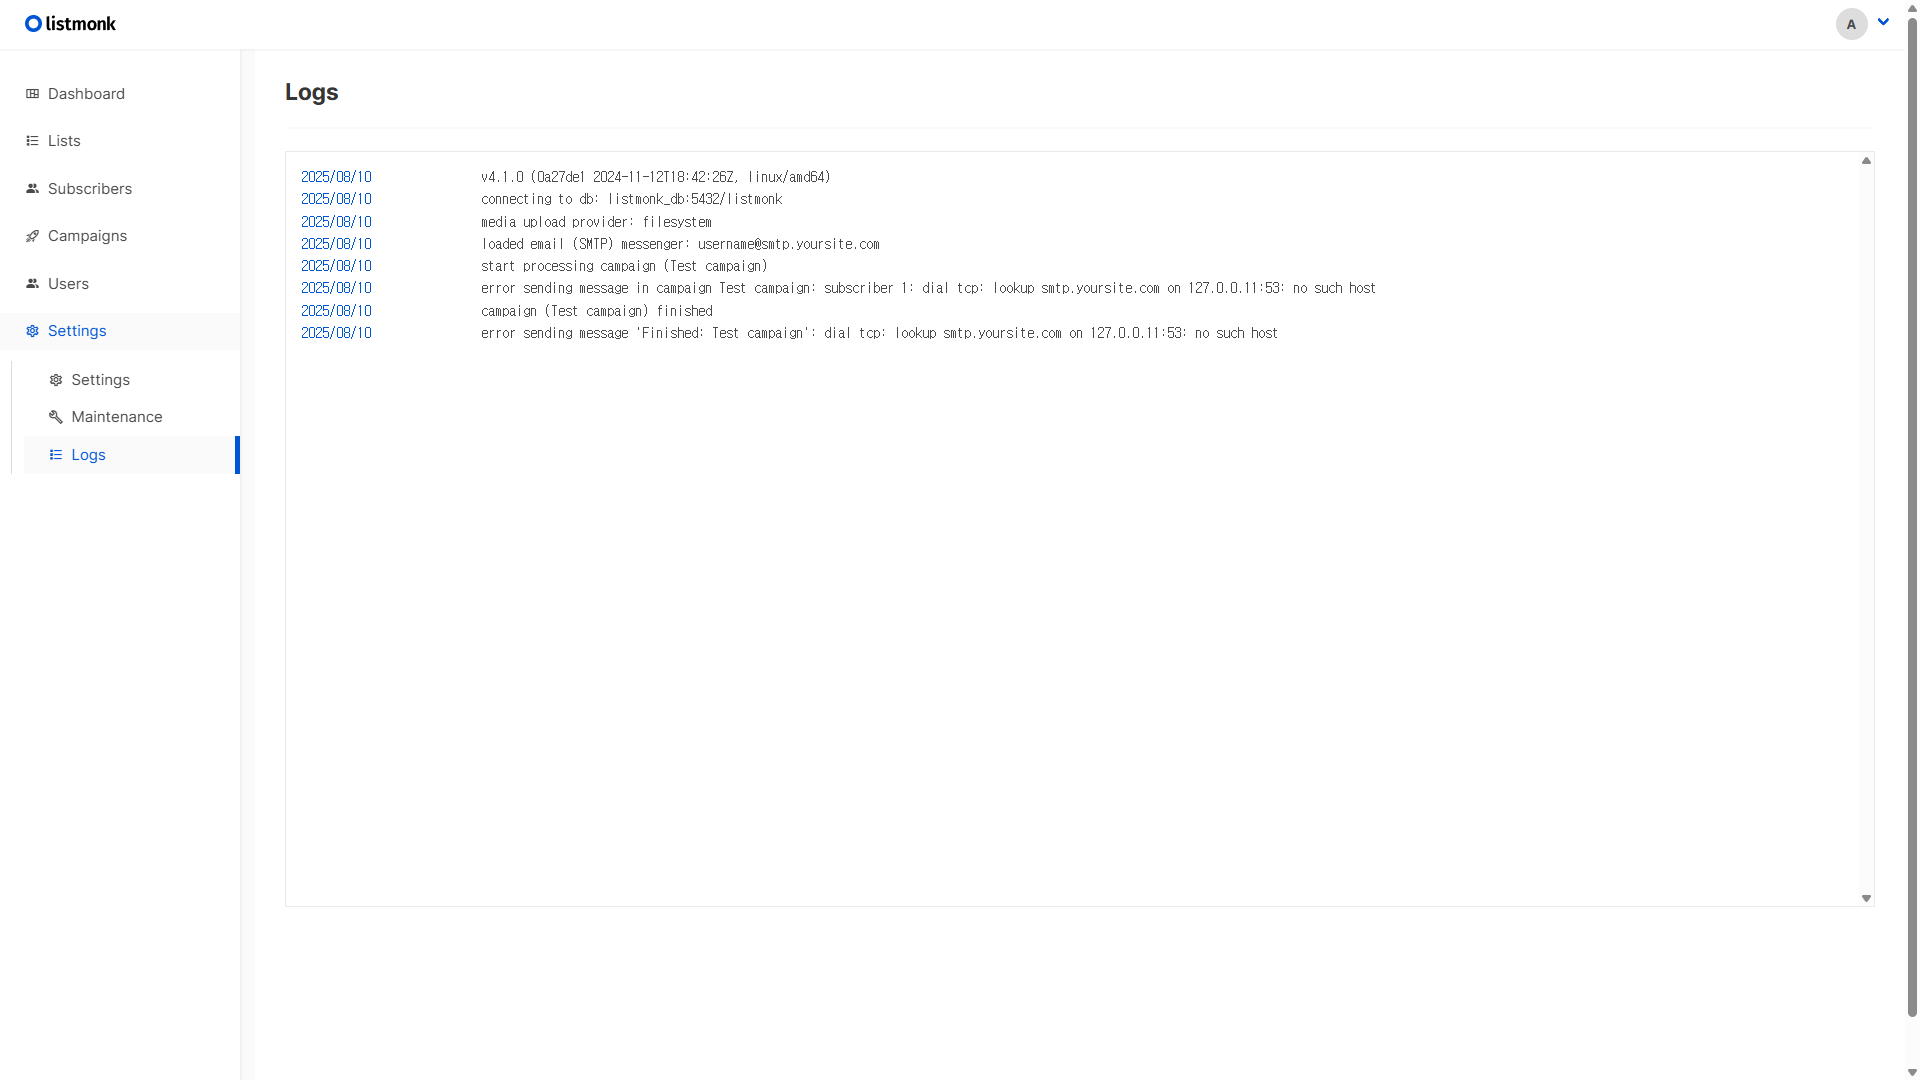 listmonk
A
Dashboard
Lists
Subscribers
Campaigns
Users
Settings
Settings
Maintenance
Logs
Logs
2025/08/10 v4.1.0 (0a27de1 2024-11-12T18:42:26Z, linux/amd64)
2025/08/10 connecting to db: listmonk_db:5432/listmonk
2025/08/10 media upload provider: filesystem
2025/08/10 loaded email (SMTP) messenger: username@smtp.yoursite.com
2025/08/10 start processing campaign (Test campaign)
2025/08/10 error sending message in campaign Test campaign: subscriber 1: dial tcp: lookup smtp.yoursite.com on 127.0.0.11:53: no such host
2025/08/10 campaign (Test campaign) finished
2025/08/10 error sending message 'Finished: Test campaign': dial tcp: lookup smtp.yoursite.com on 127.0.0.11:53: no such host